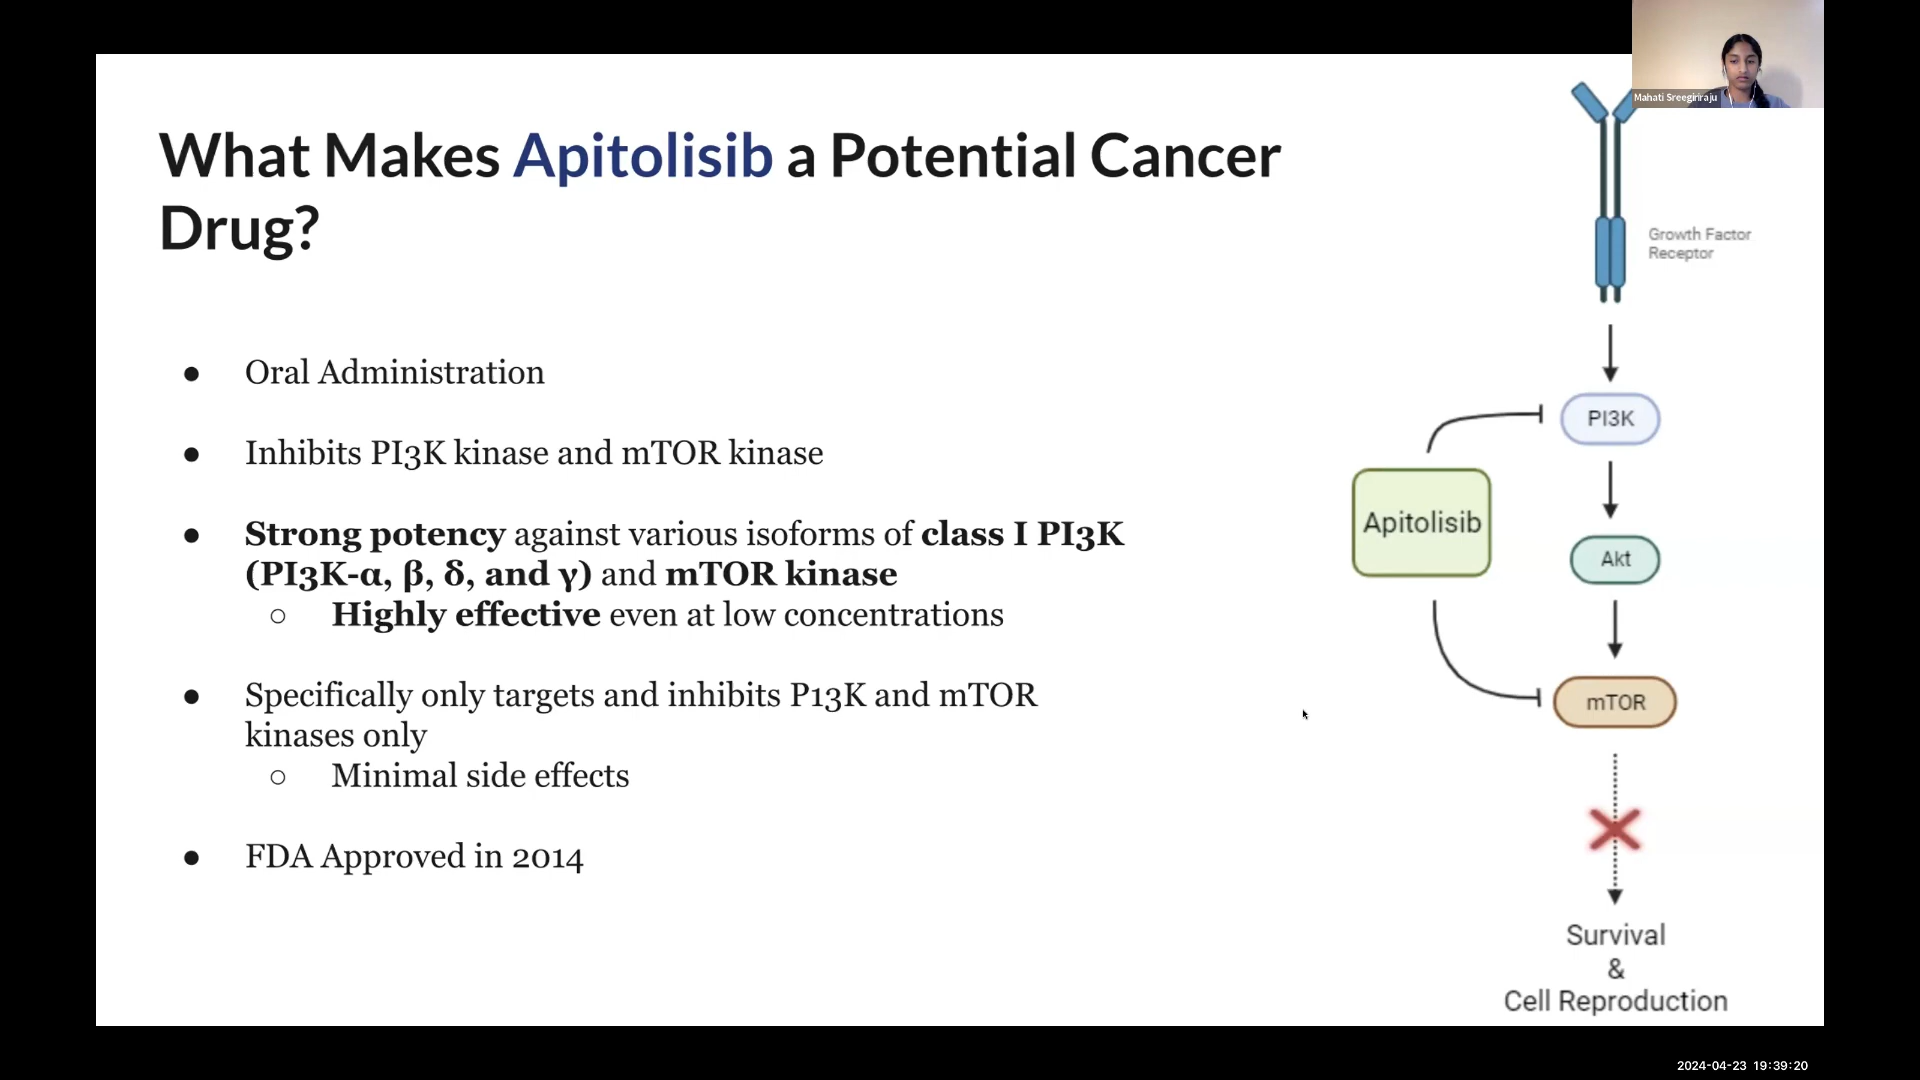 Mahati Sreegiriraju
What Makes Apitolisib a Potential Cancer
Drug?
● Oral Administration
● Inhibits PI3K kinase and mTOR kinase
● Strong potency against various isoforms of class I PI3K
(PI3K-α, β, δ, and γ) and mTOR kinase
○ Highly effective even at low concentrations
● Specifically only targets and inhibits P13K and mTOR
kinases only
○ Minimal side effects
● FDA Approved in 2014
Growth Factor
Receptor
PI3K
Apitolisib
Akt
mTOR
Survival
&
Cell Reproduction
2024-04-23 19:39:20